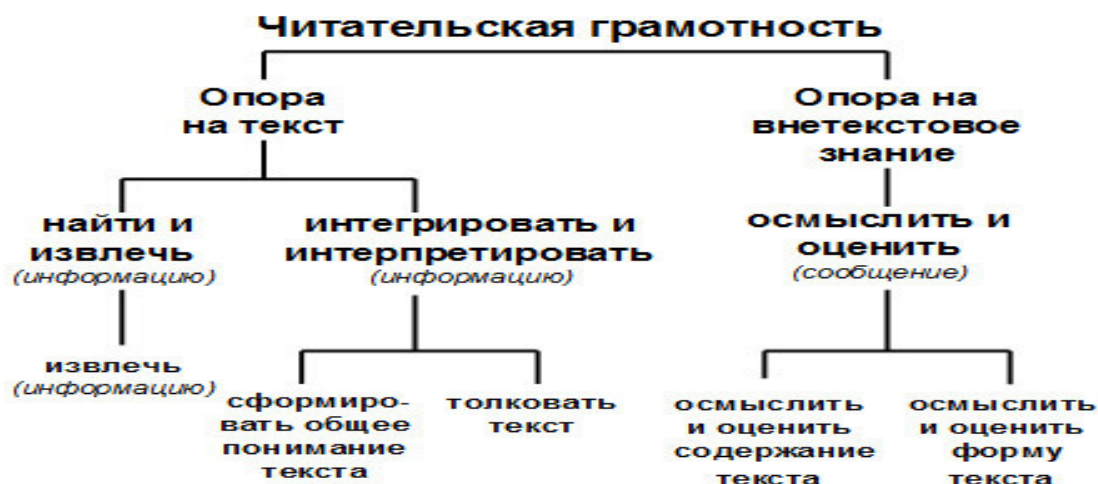 Читательская грамотность
Опора
на текст
Опора на
внетекстовое
знание
найти и
извлечь
(информацию)
интегрировать и
интерпретировать
(информацию)
осмыслить и
оценить
(сообщение)
извлечь
(информацию)
сформиро-
вать общее
понимание
текста
толковать
текст
осмыслить
и оценить
содержание
текста
осмыслить
и оценить
форму
текста